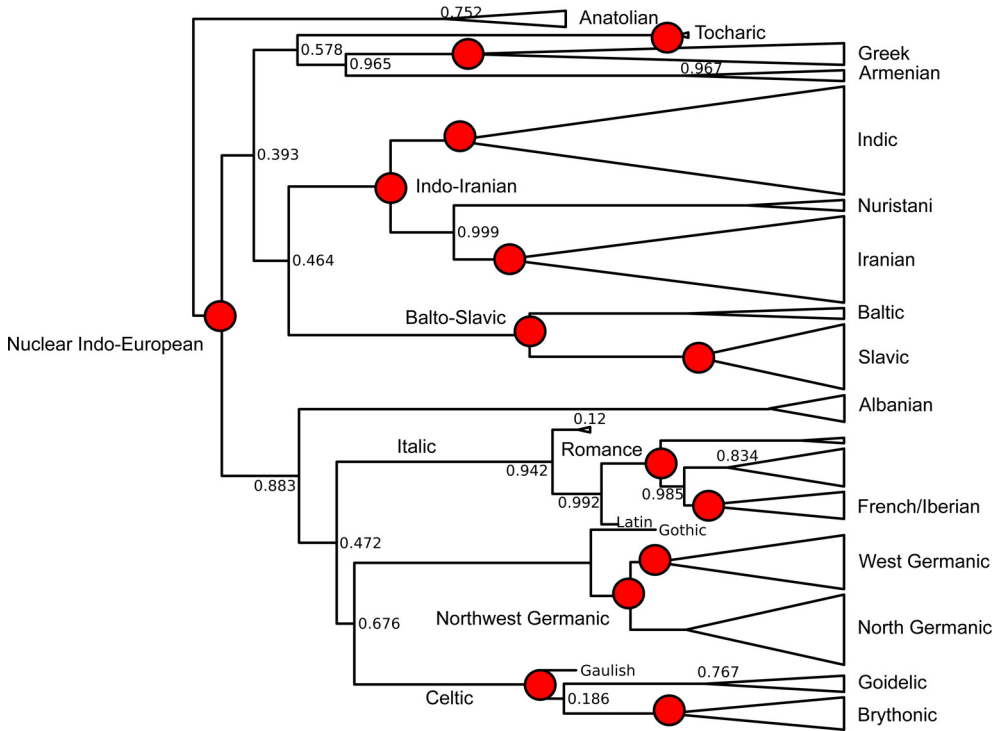 0.752
Anatolian
Tocharic
0.578
Greek
0.965
0.967
Armenian
Indic
0.393
Indo-Iranian
Nuristani
0.999
0.464
Iranian
Balto-Slavic
Baltic
Nuclear Indo-European
Slavic
Albanian
0.12
Italic
Romance
0.834
0.942
0.883
0.985
0.992
French/Iberian
Latin
Gothic
0.472
West Germanic
Northwest Germanic
0.676
North Germanic
Gaulish
0.767
Goidelic
Celtic
0.186
Brythonic